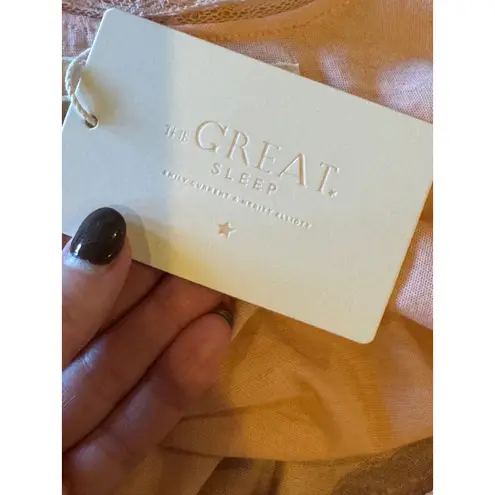 THE GREAT.
SLEEP
EMILY CURRENT & MERITT ELLIOTT